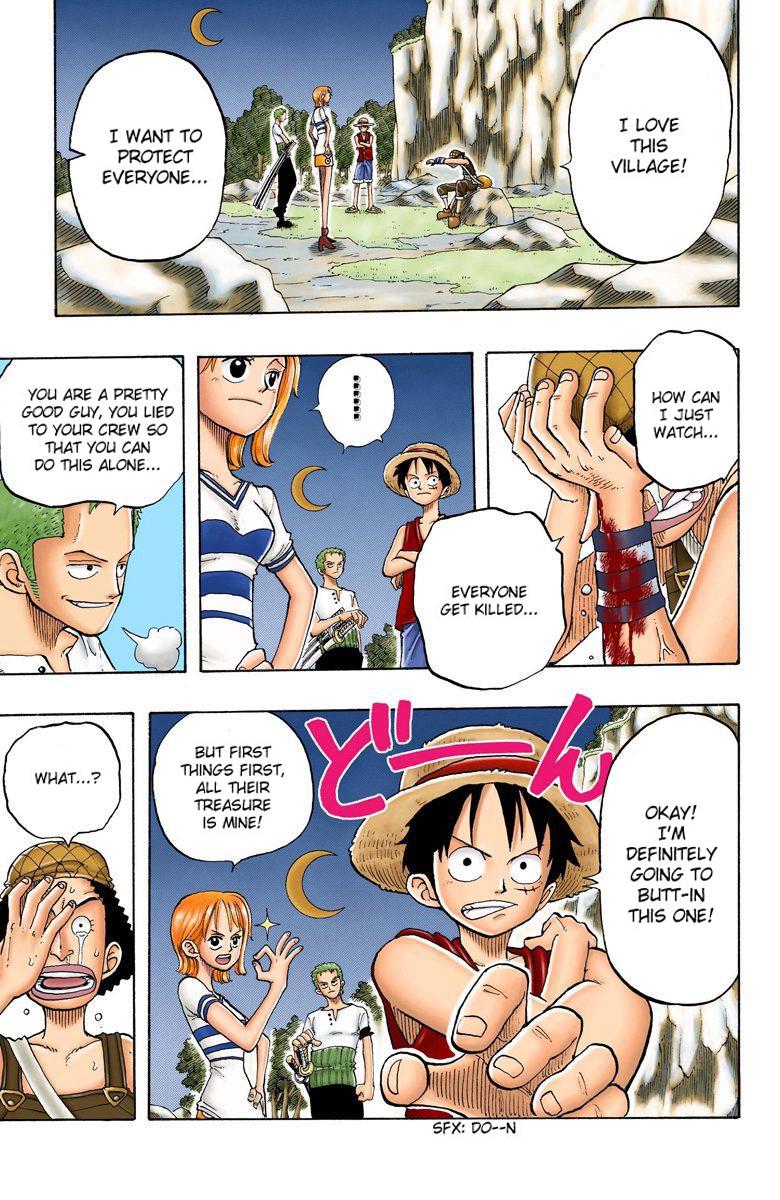 I LOVE
THIS
VILLAGE!
I WANT TO
PROTECT
EVERYONE...
HOW CAN
I JUST
WATCH...
EVERYONE
GET KILLED...
YOU ARE A PRETTY
GOOD GUY, YOU LIED
TO YOUR CREW SO
THAT YOU CAN
DO THIS ALONE...
OKAY!
I'M
DEFINITELY
GOING TO
BUTT-IN
THIS ONE!
どーん
BUT FIRST
THINGS FIRST,
ALL THEIR
TREASURE
IS MINE!
WHAT...?
SFX: DO--N